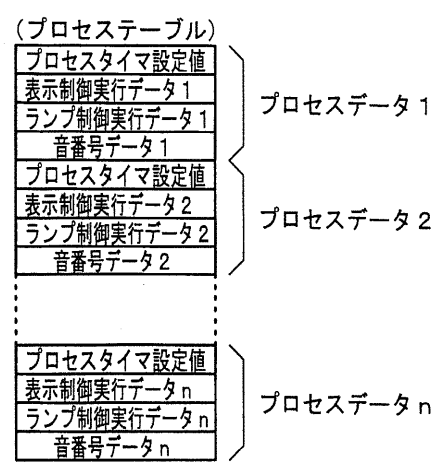 (プロセステーブル)
プロセスタイマ設定値
表示制御実行データ1
ランプ制御実行データ1
音番号データ1
プロセスデータ1
プロセスタイマ設定値
表示制御実行データ2
ランプ制御実行データ2
音番号データ2
プロセスデータ2
プロセスタイマ設定値
表示制御実行データn
ランプ制御実行データn
音番号データn
プロセスデータn